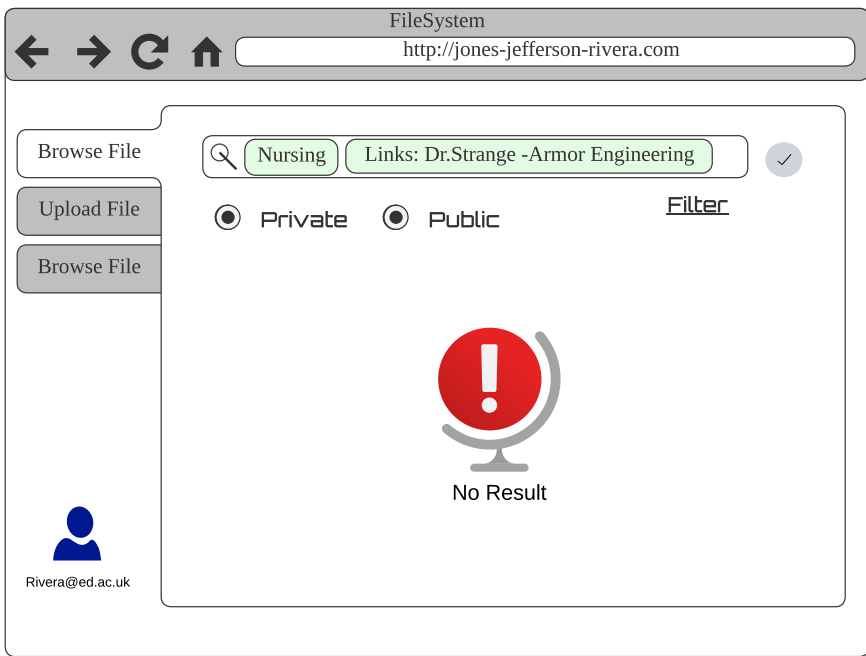 FileSystem
http://jones-jefferson-rivera.com
Browse File
Upload File
Browse File
Nursing
Links: Dr.Strange -Armor Engineering
Private
Public
Filter
No Result
Rivera@ed.ac.uk